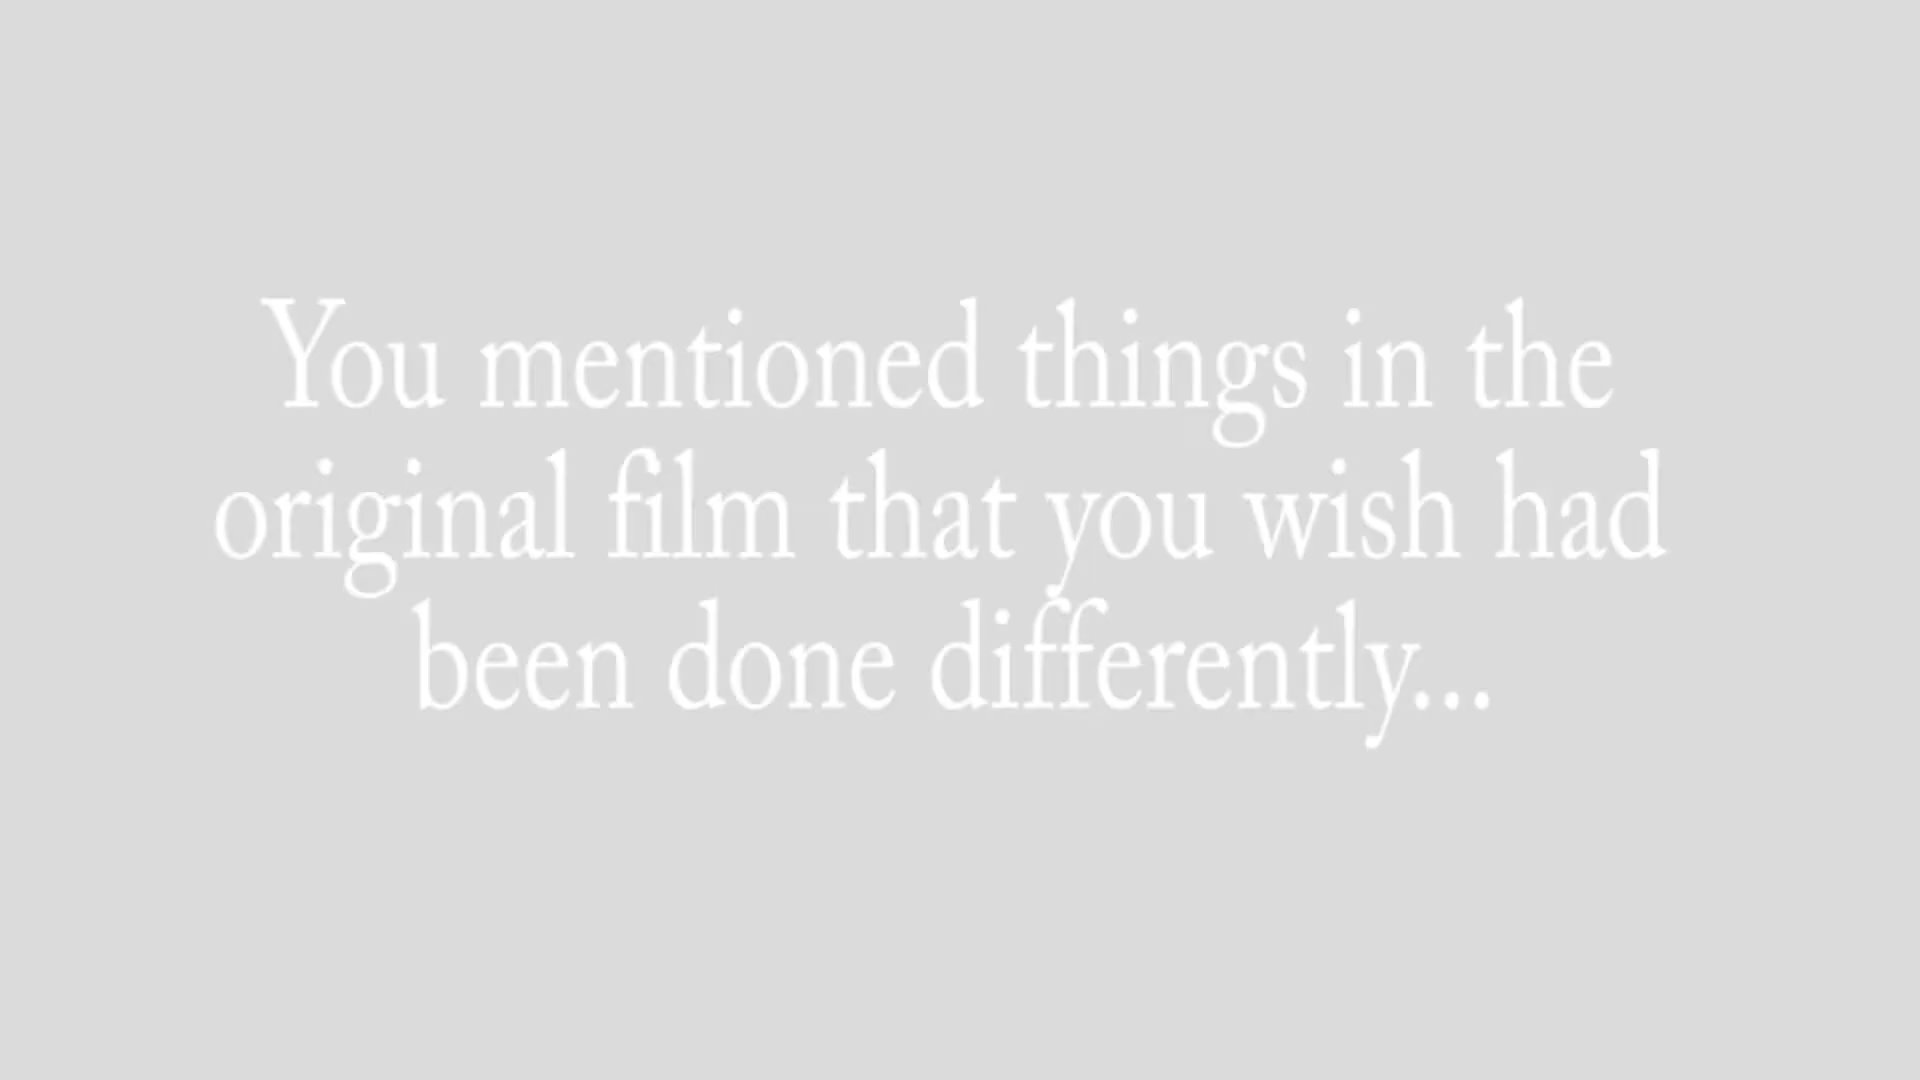 You mentioned things in the
original film that you wish had
been done differently...